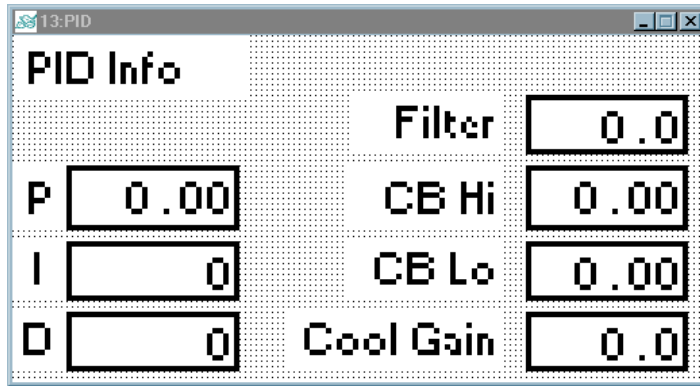 13:PID
PID Info
Filter 0.0
P 0.00 CB Hi 0.00
I 0 CB Lo 0.00
D 0 Cool Gain 0.0